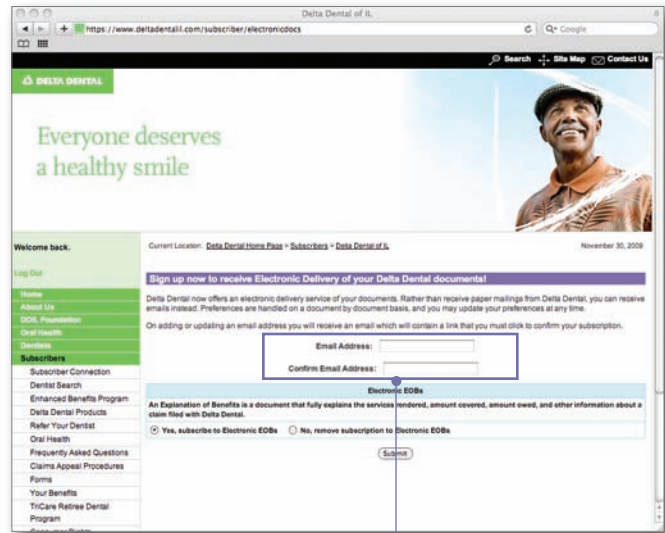 Delta Dental of IL
https://www.deltadentalil.com/subscriber/electronicdocs
Google
Search Site Map Contact Us
DELTA DENTAL
Everyone deserves
a healthy smile
Welcome back.
Current Location: Delta Dental Home Page > Subscribers > Delta Dental of IL
November 30, 2009
Log Out
Sign up now to receive Electronic Delivery of your Delta Dental documents!
Home
About Us
DDIL Foundation
Oral Health
Dentists
Subscribers
Subscriber Connection
Dentist Search
Enhanced Benefits Program
Delta Dental Products
Refer Your Dentist
Oral Health
Frequently Asked Questions
Claims Appeal Procedures
Forms
Your Benefits
TriCare Retiree Dental
Program
Delta Dental now offers an electronic delivery service of your documents. Rather than receive paper mailings from Delta Dental, you can receive
emails instead. Preferences are handled on a document by document basis, and you may update your preferences at any time.
On adding or updating an email address you will receive an email which will contain a link that you must click to confirm your subscription.
Email Address:
Confirm Email Address:
Electronic EOBs
An Explanation of Benefits is a document that fully explains the services rendered, amount covered, amount owed, and other information about a
claim filed with Delta Dental.
Yes, subscribe to Electronic EOBs No, remove subscription to Electronic EOBs
Submit